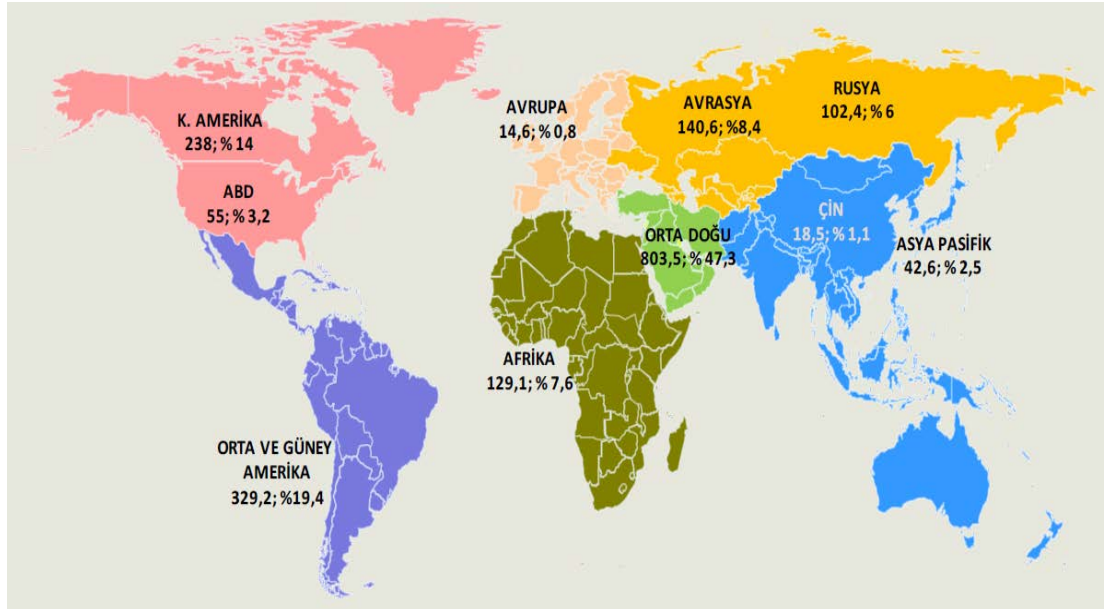 K. AMERİKA
238; % 14
ABD
55; % 3,2
ORTA VE GÜNEY
AMERİKA
329,2; %19,4
AVRUPA
14,6; % 0,8
AVRASYA
140,6; %8,4
RUSYA
102,4; % 6
ORTA DOĞU
803,5; % 47,3
ÇİN
18,5; % 1,1
ASYA PASİFİK
42,6; % 2,5
AFRİKA
129,1; % 7,6